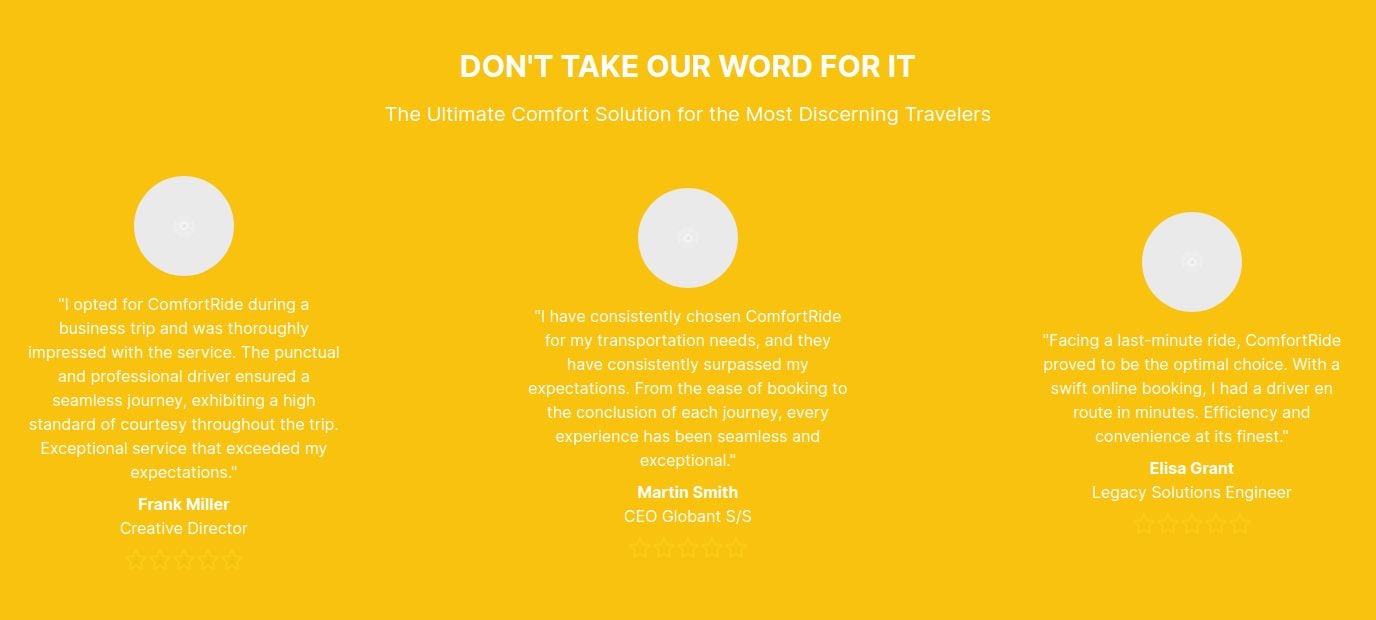 DON'T TAKE OUR WORD FOR IT
The Ultimate Comfort Solution for the Most Discerning Travelers
"I opted for ComfortRide during a
business trip and was thoroughly
impressed with the service. The punctual
and professional driver ensured a
seamless journey, exhibiting a high
standard of courtesy throughout the trip.
Exceptional service that exceeded my
expectations."
Frank Miller
Creative Director
"I have consistently chosen ComfortRide
for my transportation needs, and they
have consistently surpassed my
expectations. From the ease of booking to
the conclusion of each journey, every
experience has been seamless and
exceptional."
Martin Smith
CEO Globant S/S
"Facing a last-minute ride, ComfortRide
proved to be the optimal choice. With a
swift online booking, I had a driver en
route in minutes. Efficiency and
convenience at its finest."
Elisa Grant
Legacy Solutions Engineer